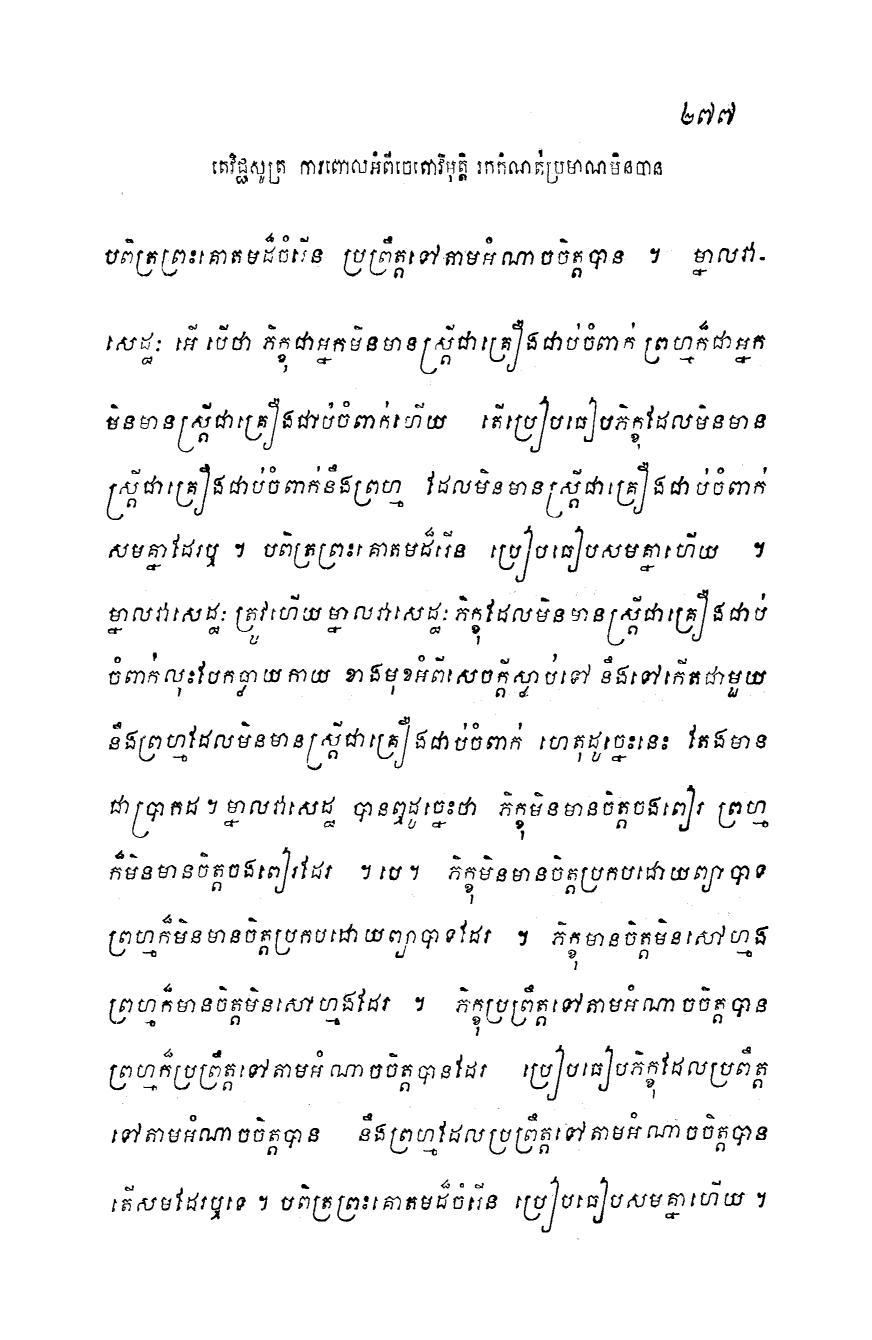 ២៧៧
តេវិជ្ជសូត្រ ការពោលអំពីចេតោវិមុត្តិ រកកំណត់ប្រមាណមិនបាន
បពិត្រព្រះគោតមដ៏ចំរើន ប្រព្រឹត្តទៅតាមអំណាចចិត្តបាន ។ ម្នាលវា-
សេដ្ឋៈ អើ បើថា ភិក្ខុជាអ្នកមិនមានស្ត្រីជាគ្រឿងជាប់ចំពាក់ ព្រហ្មក៏ជាអ្នក
មិនមានស្ត្រីជាគ្រឿងជាប់ចំពាក់ហើយ តើប្រៀបធៀបភិក្ខុដែលមិនមាន
ស្ត្រីជាគ្រឿងជាប់ចំពាក់នឹងព្រហ្ម ដែលមិនមានស្ត្រីជាគ្រឿងជាប់ចំពាក់
សមគ្នាដែរឬ ។ បពិត្រព្រះគោតមដ៏រើន ប្រៀបធៀបសមគ្នាហើយ ។
ម្នាលវាសេដ្ឋៈ ត្រូវហើយ ម្នាលវាសេដ្ឋៈ ភិក្ខុដែលមិនមានស្ត្រីជាគ្រឿងជាប់
ចំពាក់លុះបែកធ្លាយកាយ ខាងមុខអំពីសេចក្តីស្លាប់ទៅ នឹងទៅកើតជាមួយ
នឹងព្រហ្មដែលមិនមានស្ត្រីជាគ្រឿងជាប់ចំពាក់ ហេតុដូច្នេះនេះ តែងមាន
ជាប្រាកដ ។ ម្នាលវាសេដ្ឋ បានឮដូច្នេះថា ភិក្ខុមិនមានចិត្តចងពៀរ ព្រហ្ម
ក៏មិនមានចិត្តចងពៀរដែរ ។ បេ ។ ភិក្ខុមិនមានចិត្តប្រកបដោយព្យាបាទ
ព្រហ្មក៏មិនមានចិត្តប្រកបដោយព្យាបាទដែរ ។ ភិក្ខុមានចិត្តមិនសៅហ្មង
ព្រហ្មក៏មានចិត្តមិនសៅហ្មងដែរ ។ ភិក្ខុប្រព្រឹត្តទៅតាមអំណាចចិត្តបាន
ព្រហ្មក៏ប្រព្រឹត្តទៅតាមអំណាចចិត្តបានដែរ ប្រៀបធៀបភិក្ខុដែលប្រពឹត្ត
ទៅតាមអំណាចចិត្តបាន នឹងព្រហ្មដែលប្រព្រឹត្តទៅតាមអំណាចចិត្តបាន
តើសមដែរឬទេ ។ បពិត្រព្រះគោតមដ៏ចំរើន ប្រៀបធៀបសមគ្នាហើយ ។